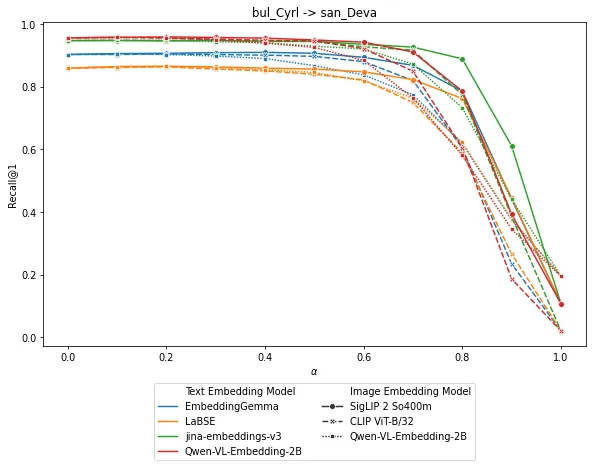 bul_Cyrl -> san_Deva
Recall@1
1.0
0.8
0.6
0.4
0.2
0.0
0.0 0.2 0.4 0.6 0.8 1.0
α
Text Embedding Model
EmbeddingGemma
LaBSE
jina-embeddings-v3
Qwen-VL-Embedding-2B
Image Embedding Model
SigLIP 2 So400m
CLIP ViT-B/32
Qwen-VL-Embedding-2B